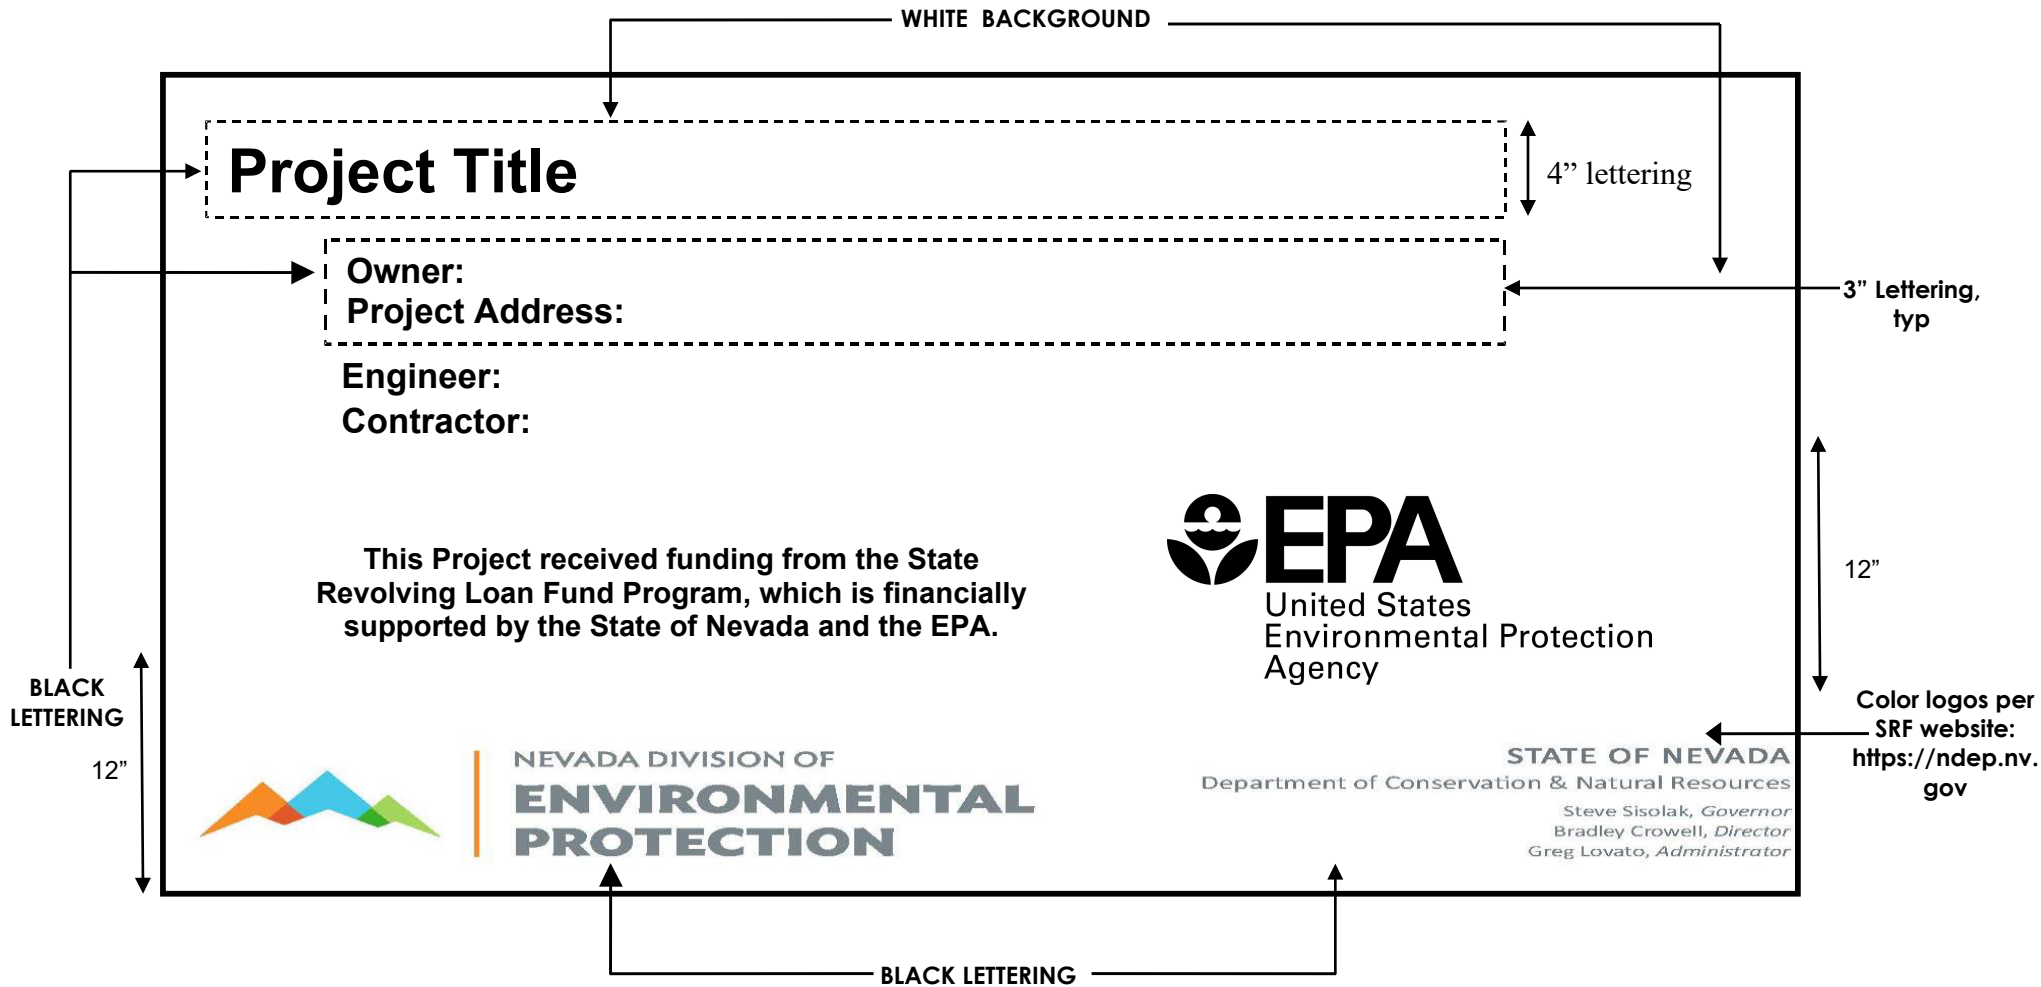 WHITE BACKGROUND
Project Title
4” lettering
Owner:
Project Address:
3” Lettering,
typ
Engineer:
Contractor:
EPA
United States
Environmental Protection
Agency
12”
This Project received funding from the State
Revolving Loan Fund Program, which is financially
supported by the State of Nevada and the EPA.
BLACK
LETTERING
12”
Color logos per
SRF website:
https://ndep.nv.
gov
NEVADA DIVISION OF
ENVIRONMENTAL
PROTECTION
STATE OF NEVADA
Department of Conservation & Natural Resources
Steve Sisolak, Governor
Bradley Crowell, Director
Greg Lovato, Administrator
BLACK LETTERING